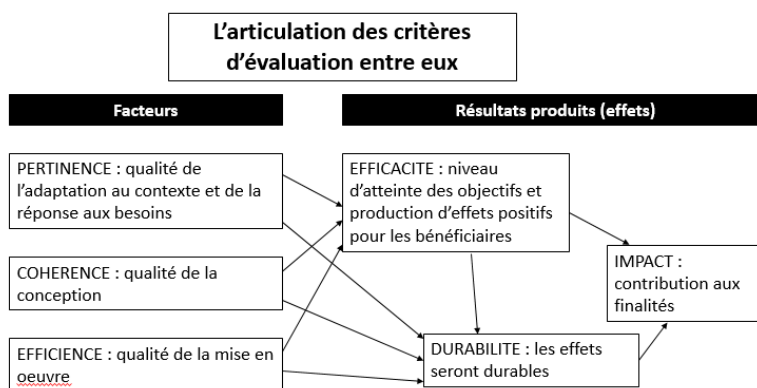 L'articulation des critères
d'évaluation entre eux
Facteurs
Résultats produits (effets)
PERTINENCE : qualité de
l'adaptation au contexte et de la
réponse aux besoins
EFFICACITE : niveau
d'atteinte des objectifs et
production d'effets positifs
pour les bénéficiaires
COHERENCE : qualité de la
conception
IMPACT :
contribution aux
finalités
EFFICIENCE : qualité de la mise en
oeuvre
DURABILITE : les effets
seront durables